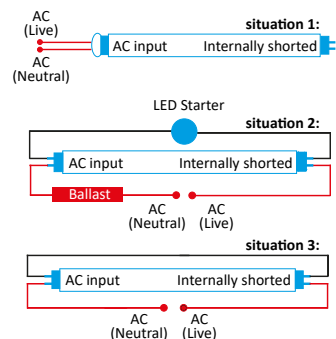 situation 1:
AC
(Live)
AC input Internally shorted
AC
(Neutral)
LED Starter
situation 2:
AC input Internally shorted
Ballast
AC
(Neutral)
AC
(Live)
situation 3:
AC input Internally shorted
AC
(Neutral)
AC
(Live)